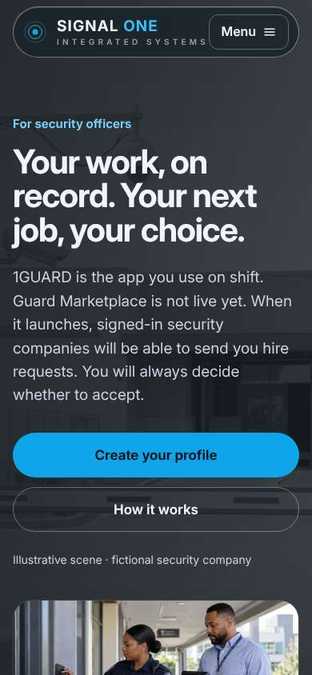 SIGNAL ONE
INTEGRATED SYSTEMS
Menu
For security officers
Your work, on
record. Your next
job, your choice.
1GUARD is the app you use on shift.
Guard Marketplace is not live yet. When
it launches, signed-in security
companies will be able to send you hire
requests. You will always decide
whether to accept.
Create your profile
How it works
Illustrative scene · fictional security company